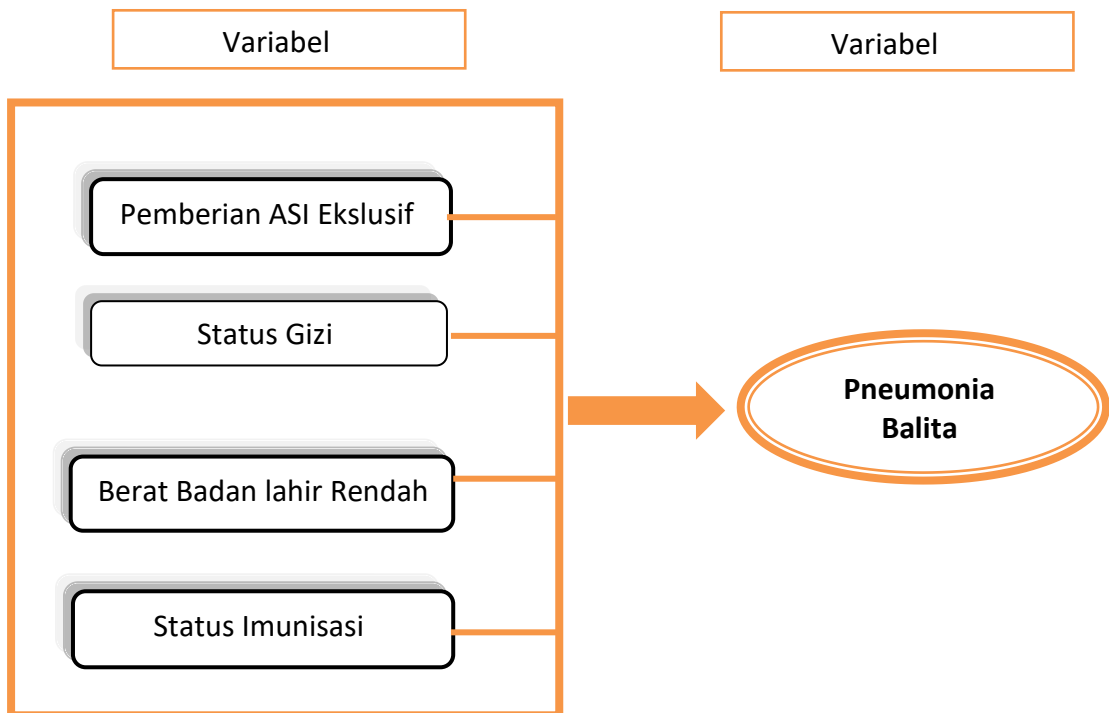 Variabel
Variabel
Pemberian ASI Ekslusif
Status Gizi
Berat Badan lahir Rendah
Status Imunisasi
Pneumonia
Balita